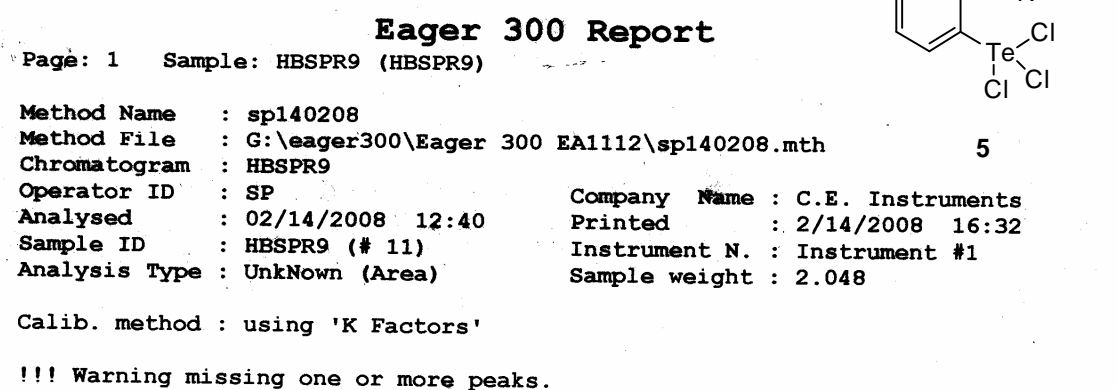 Eager 300 Report
Page: 1 Sample: HBSPR9 (HBSPR9)
Te Cl
Cl Cl
5
Method Name : sp140208
Method File : G:\eager300\Eager 300 EA1112\sp140208.mth
Chromatogram : HBSPR9
Operator ID : SP Company Name : C.E. Instruments
Analysed : 02/14/2008 12:40 Printed : 2/14/2008 16:32
Sample ID : HBSPR9 (# 11) Instrument N. : Instrument #1
Analysis Type : UnkNown (Area) Sample weight : 2.048
Calib. method : using 'K Factors'
!!! Warning missing one or more peaks.